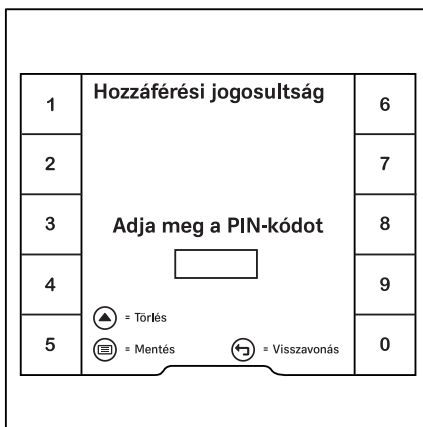 Hozzáférési jogosultság
1
2
3
4
5
6
7
8
9
0
Adja meg a PIN-kódot
= Törlés
= Mentés
= Visszavonás